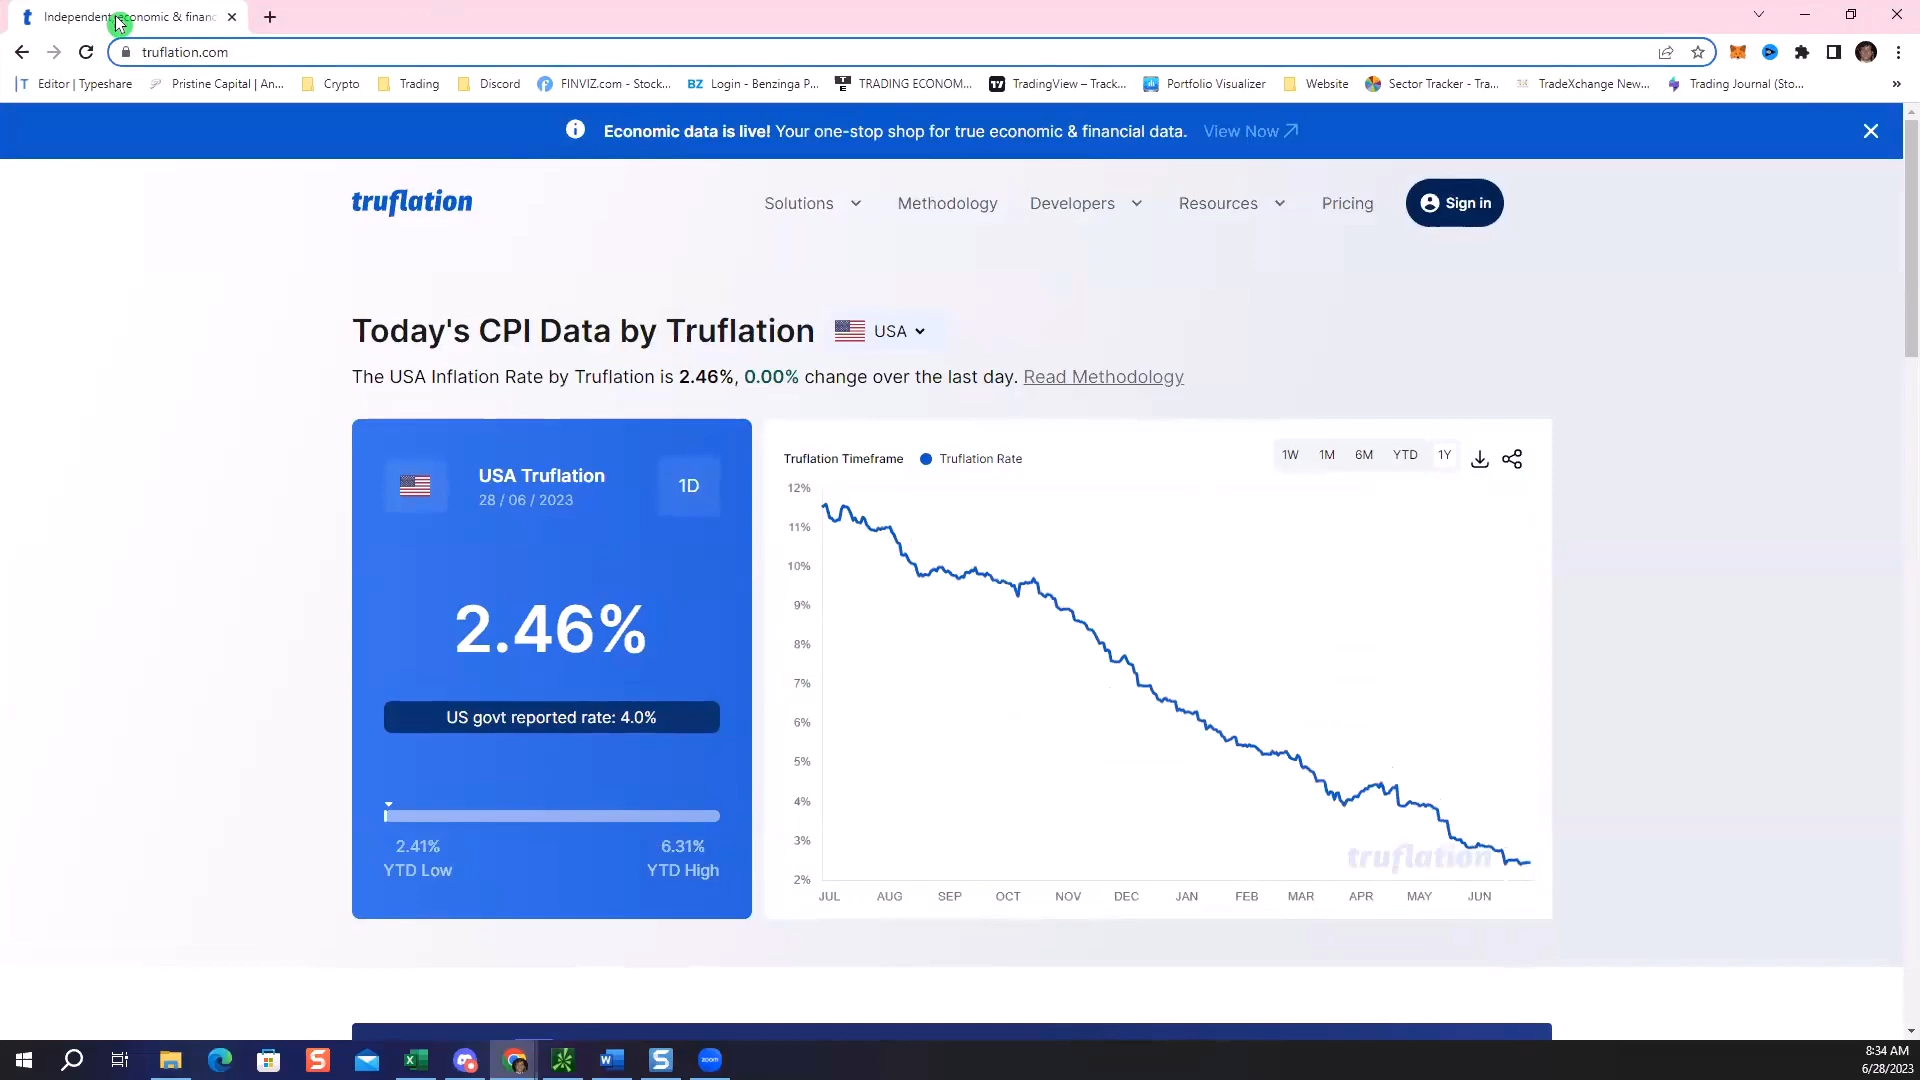 Independent economic & financ
truflation.com
Editor | Typeshare
Pristine Capital | An...
Crypto
Trading
Discord
FINVIZ.com - Stock...
BZ Login - Benzinga P...
TRADING ECONOM...
TradingView – Track...
Portfolio Visualizer
Website
Sector Tracker - Tra...
TradeXchange New...
Trading Journal (Sto...
»
Economic data is live! Your one-stop shop for true economic & financial data. View Now
truflation
Solutions
Methodology
Developers
Resources
Pricing
Sign in
Today's CPI Data by Truflation
USA
The USA Inflation Rate by Truflation is 2.46%, 0.00% change over the last day. Read Methodology
USA Truflation
28 / 06 / 2023
1D
2.46%
US govt reported rate: 4.0%
2.41%
YTD Low
6.31%
YTD High
Truflation Timeframe
Truflation Rate
1W 1M 6M YTD 1Y
12%
11%
10%
9%
8%
7%
6%
5%
4%
3%
2%
truflation
JUL AUG SEP OCT NOV DEC JAN FEB MAR APR MAY JUN
zoom
8:34 AM
6/28/2023